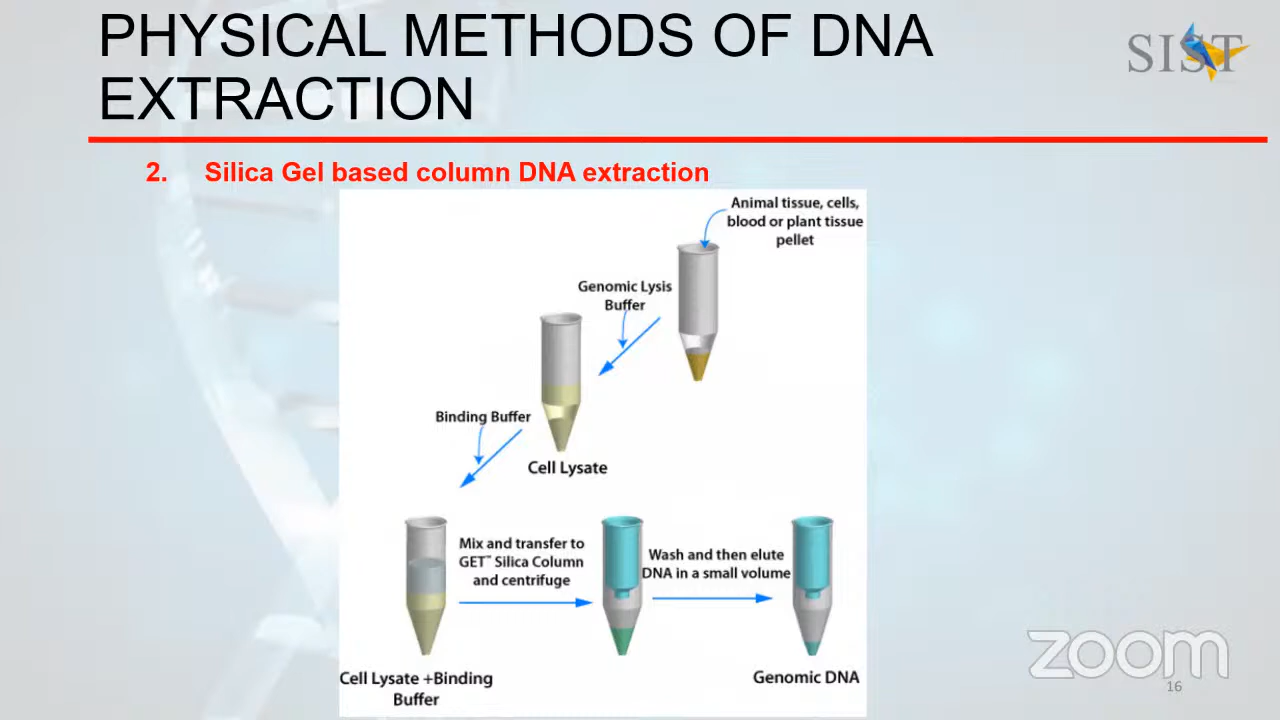 PHYSICAL METHODS OF DNA
EXTRACTION
SIST
2. Silica Gel based column DNA extraction
Animal tissue, cells,
blood or plant tissue
pellet
Genomic Lysis
Buffer
Binding Buffer
Cell Lysate
Mix and transfer to
GET™ Silica Column
and centrifuge
Wash and then elute
DNA in a small volume
Cell Lysate +Binding
Buffer
Genomic DNA
zoom
16